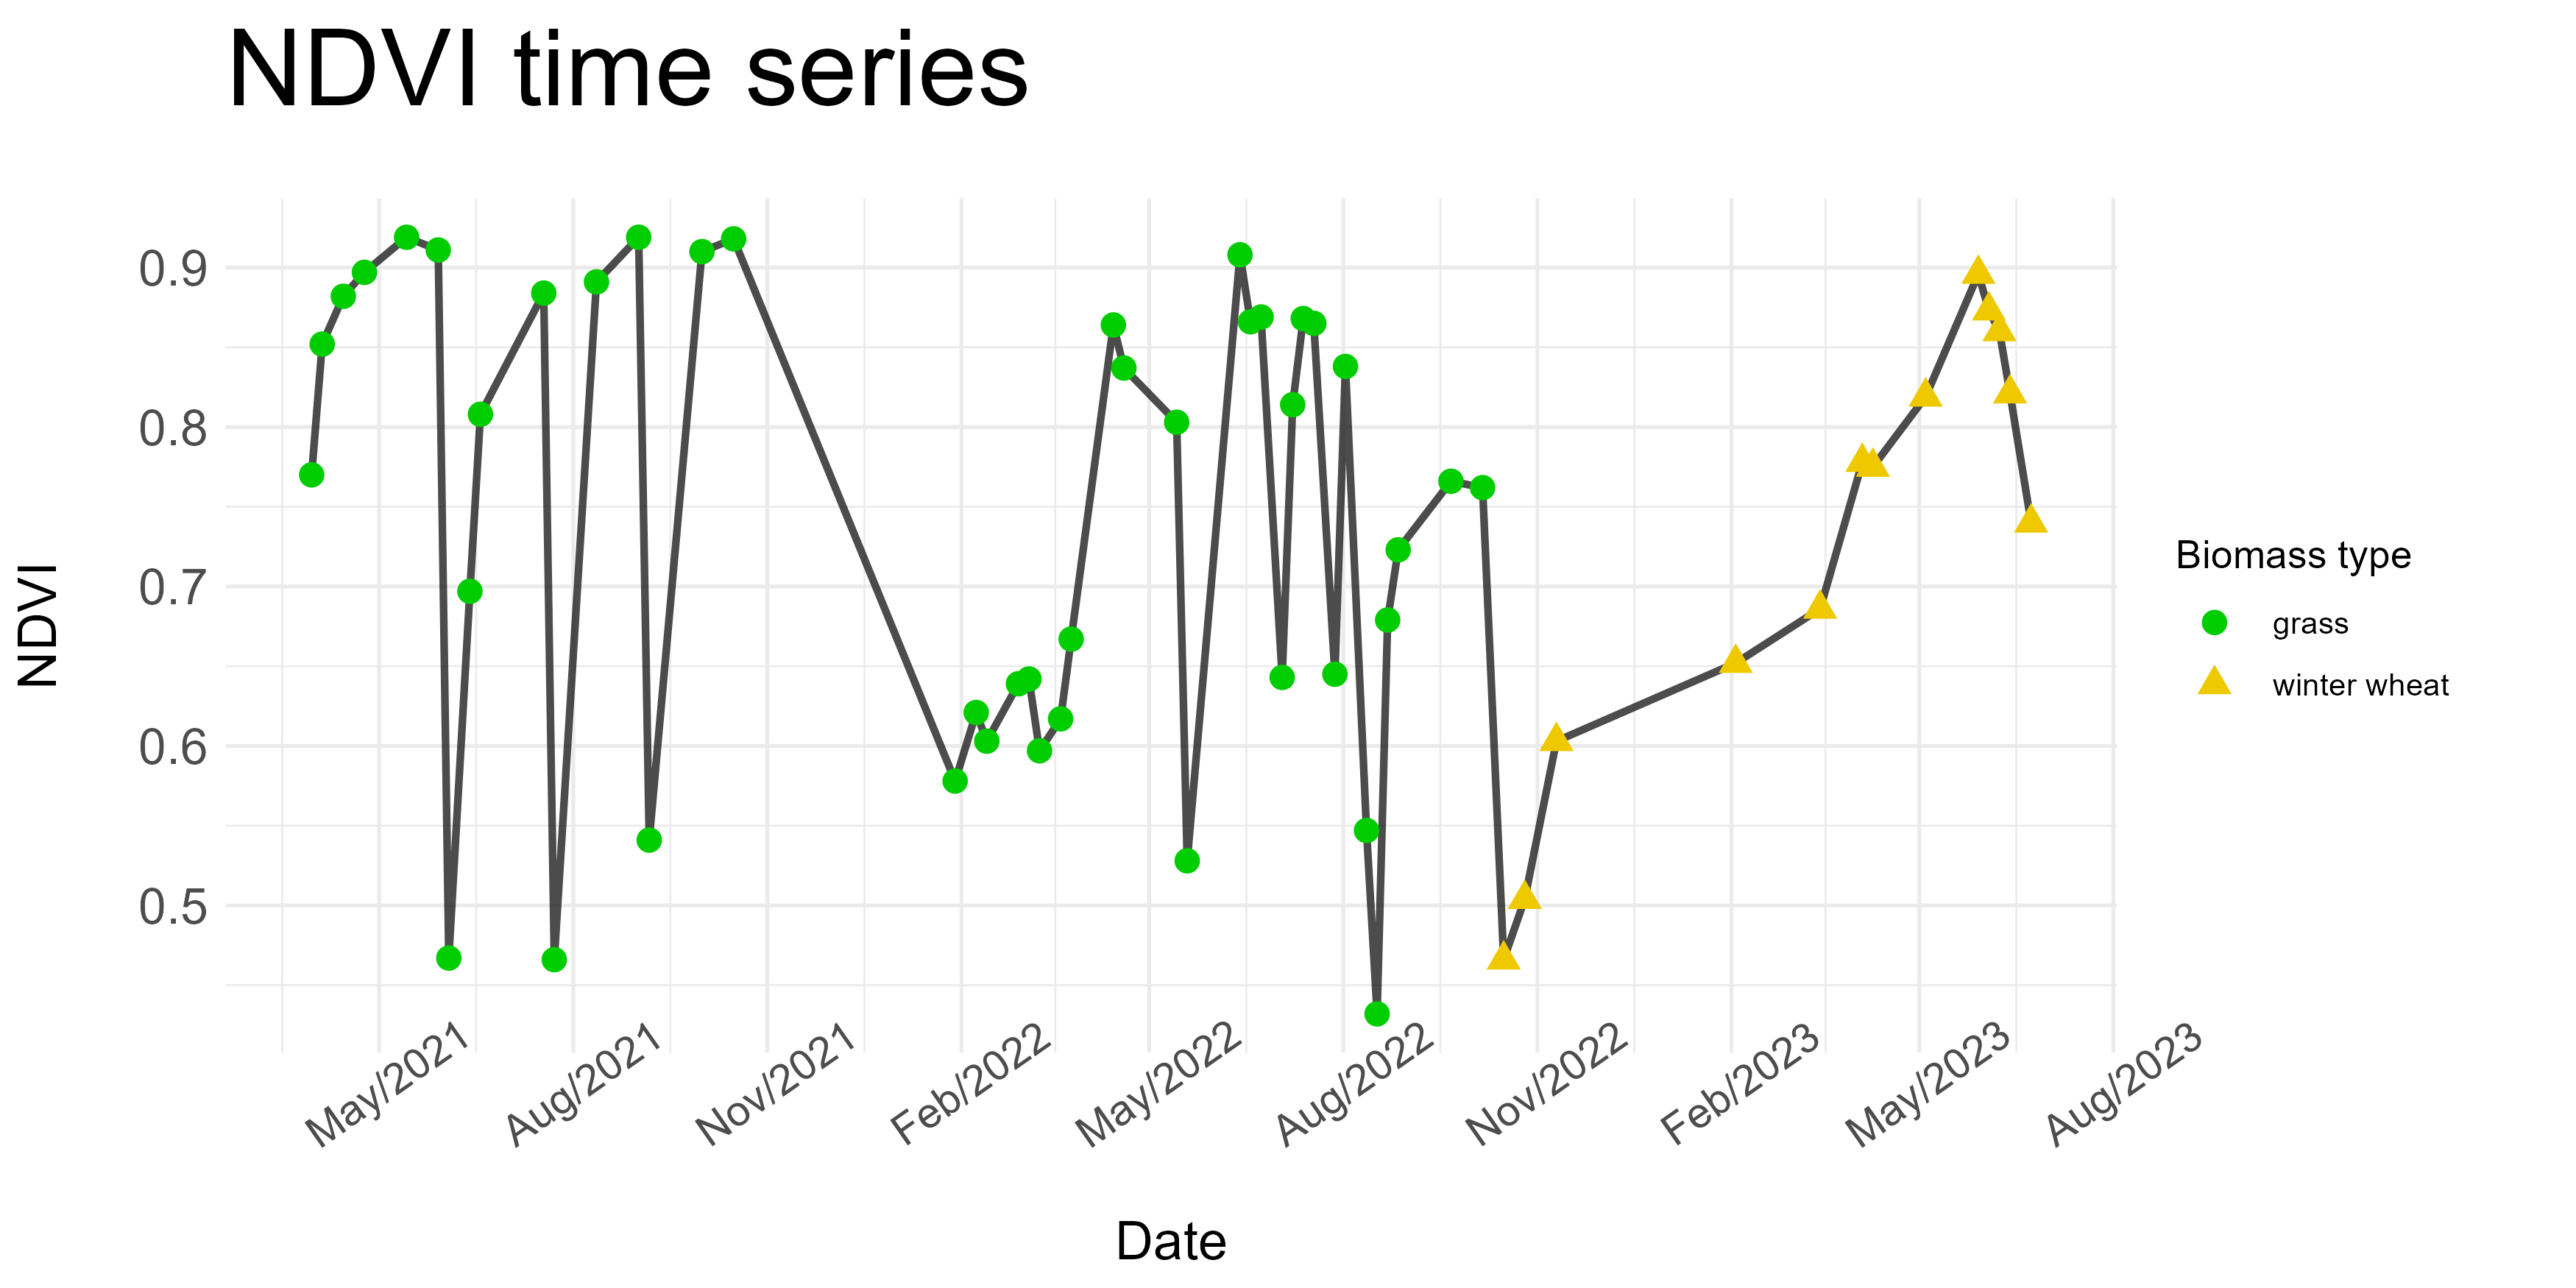 NDVI time series
NDVI
0.9
0.8
0.7
0.6
0.5
May/2021
Aug/2021
Nov/2021
Feb/2022
May/2022
Aug/2022
Nov/2022
Feb/2023
May/2023
Aug/2023
Date
Biomass type
grass
winter wheat